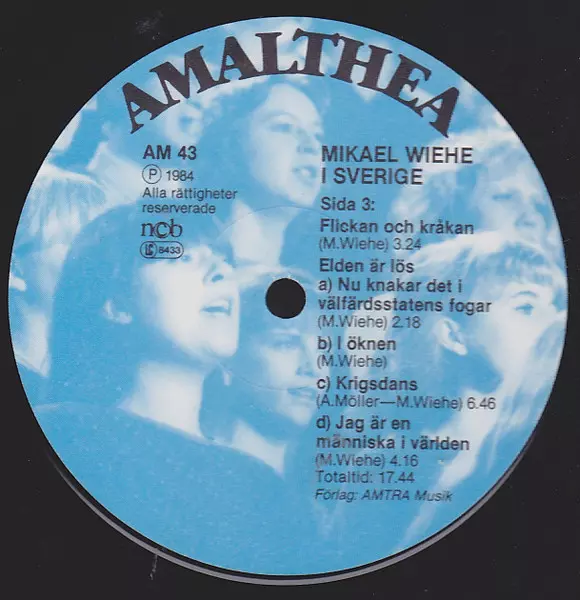 AMALTHEA
AM 43
Ⓟ 1984
Alla rättigheter
reserverade
ncb
LC 8433
MIKAEL WIEHE
I SVERIGE
Sida 3:
Flickan och kråkan
(M.Wiehe) 3.24
Elden är lös
a) Nu knakar det i
välfärdsstatens fogar
(M.Wiehe) 2.18
b) I öknen
(M.Wiehe)
c) Krigsdans
(A.Möller—M.Wiehe) 6.46
d) Jag är en
människa i världen
(M.Wiehe) 4.16
Totaltid: 17.44
Förlag: AMTRA Musik